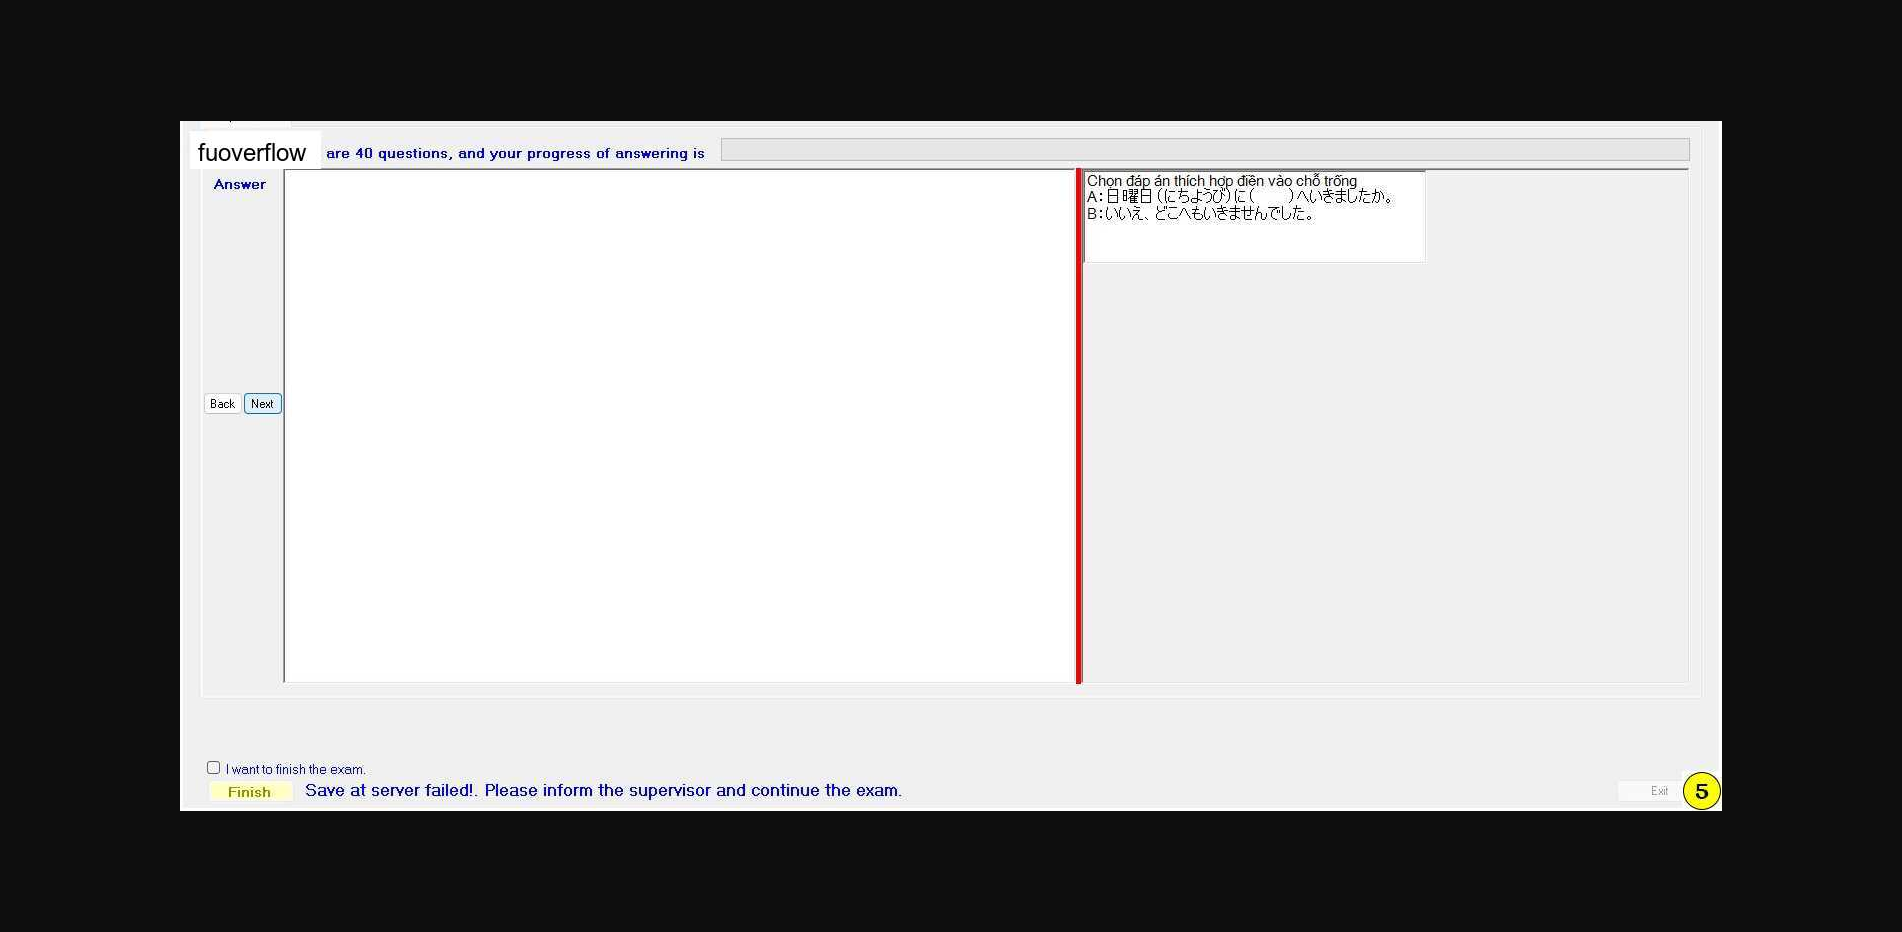 fuoverflow are 40 questions, and your progress of answering is
Answer
Chọn đáp án thích hợp điền vào chỗ trống
A:日曜日(にちようび)に(   )へいきましたか。
B:いいえ、どこへもいきませんでした。
Back Next
I want to finish the exam.
Finish Save at server failed!. Please inform the supervisor and continue the exam.
Exit 5